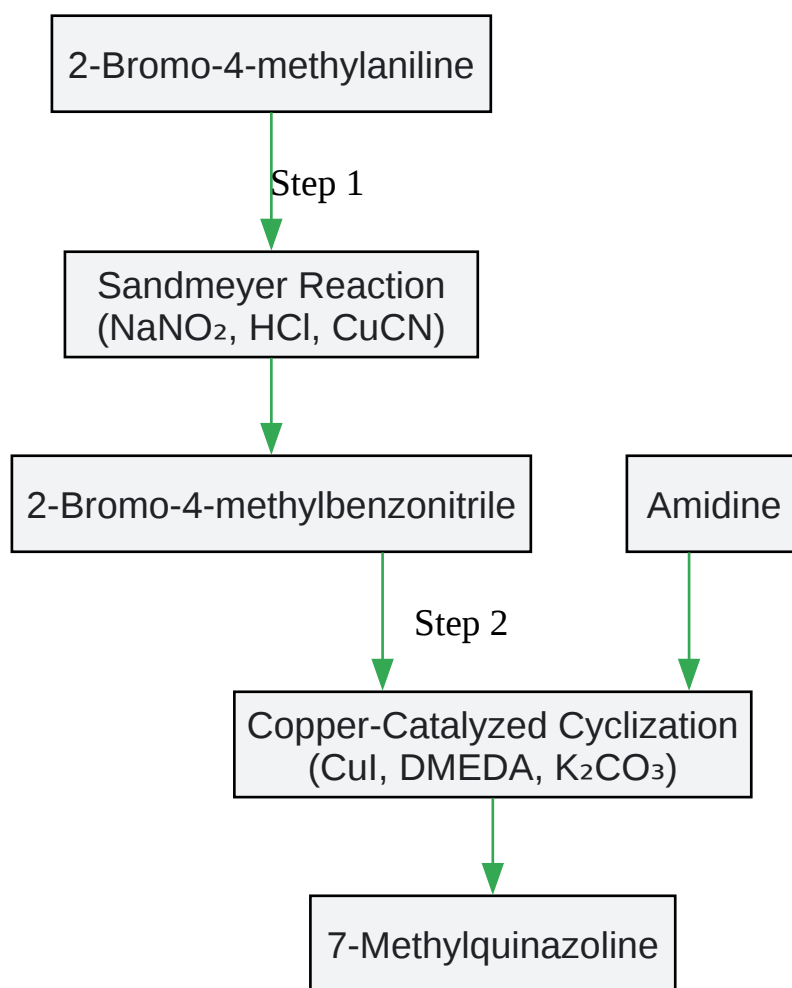 2-Bromo-4-methylaniline
Step 1
Sandmeyer Reaction
(NaNO₂, HCl, CuCN)
2-Bromo-4-methylbenzonitrile
Amidine
Step 2
Copper-Catalyzed Cyclization
(CuI, DMEDA, K₂CO₃)
7-Methylquinazoline